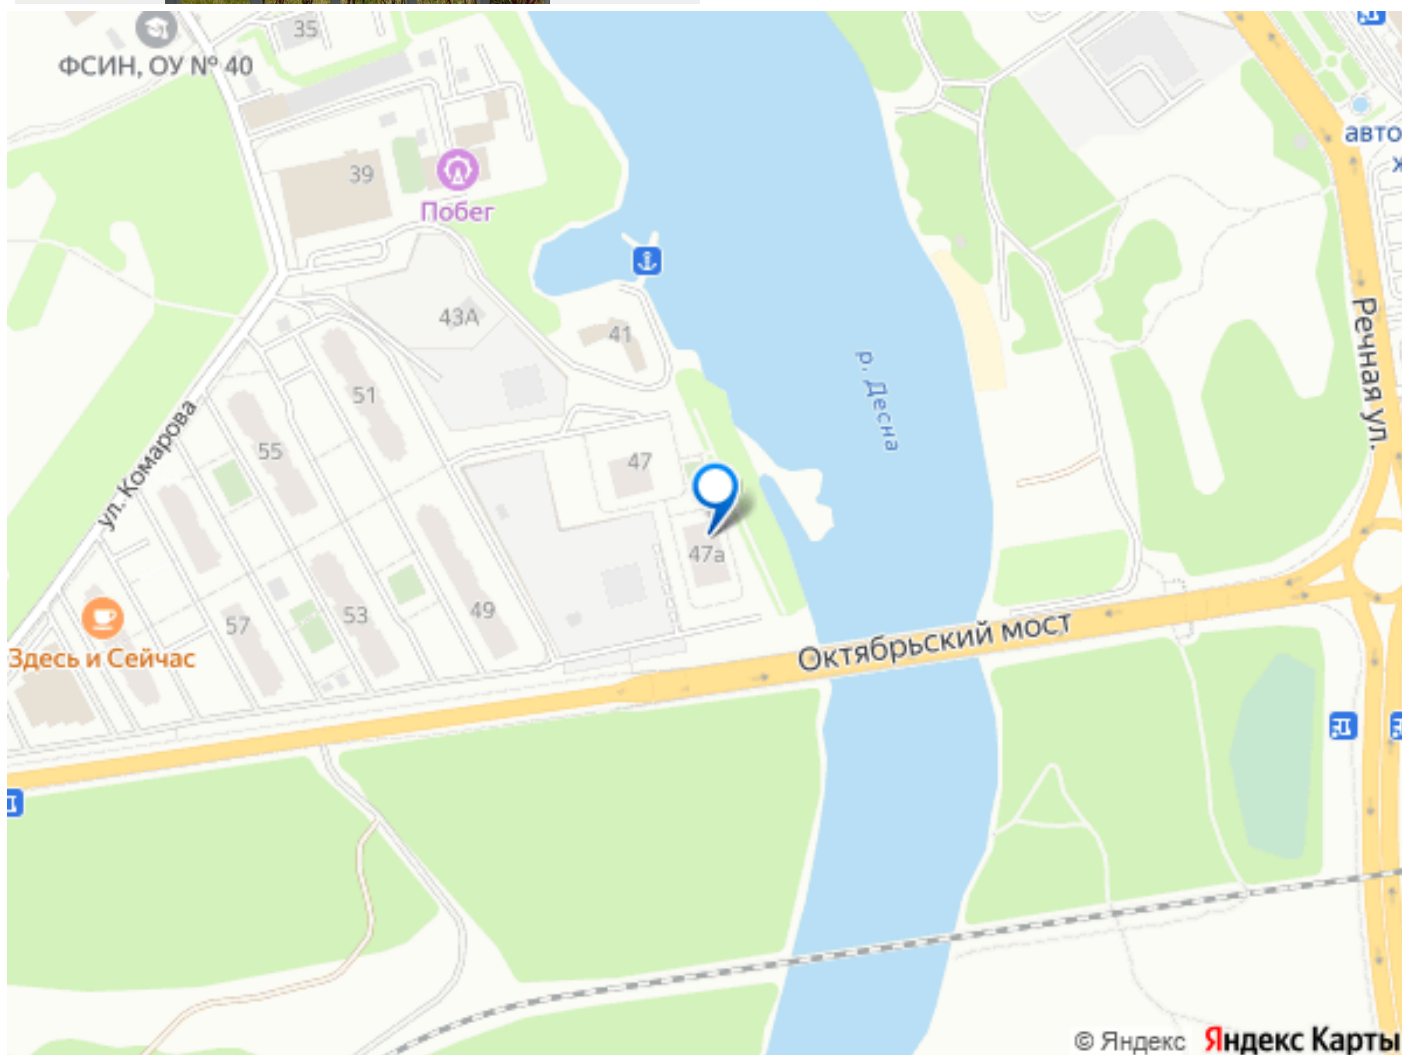 35
ФСИН, ОУ № 40
авто
ж
39
Побег
43А
41
Речная ул.
р. Десна
51
ул. Комарова
55
47
47а
57
53
49
Октябрьский мост
Здесь и Сейчас
© Яндекс Яндекс Карты